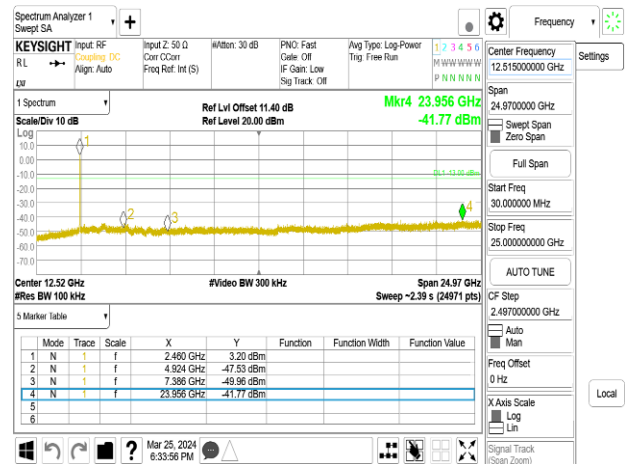 Spectrum Analyzer 1
Swept SA
Frequency
KEYSIGHT
RL
Input: RF
Coupling: DC
Align: Auto
Input Z: 50 Ω
Corr CCorr
Freq Ref: Int (S)
#Atten: 30 dB
PNO: Fast
Gate: Off
IF Gain: Low
Sig Track: Off
Avg Type: Log-Power
Trig: Free Run
1 2 3 4 5 6
M W W W W W
P N N N N N
Center Frequency
12.515000000 GHz
Settings
Span
24.9700000 GHz
Swept Span
Zero Span
Full Span
Start Freq
30.000000 MHz
Stop Freq
25.000000000 GHz
AUTO TUNE
CF Step
2.497000000 GHz
Auto
Man
Freq Offset
0 Hz
X Axis Scale
Log
Lin
Local
Signal Track
(Span Zoom)
1 Spectrum
Scale/Div 10 dB
Ref Lvl Offset 11.40 dB
Ref Level 20.00 dBm
Mkr4 23.956 GHz
-41.77 dBm
Log
10.0
0.00
-10.0
-20.0
-30.0
-40.0
-50.0
-60.0
-70.0
1
2
3
4
Center 12.52 GHz
#Video BW 300 kHz
Span 24.97 GHz
#Res BW 100 kHz
Sweep ~2.39 s (24971 pts)
5 Marker Table
Mode Trace Scale X Y Function Function Width Function Value
1 N 1 f 2.460 GHz 3.20 dBm
2 N 1 f 4.924 GHz -47.53 dBm
3 N 1 f 7.386 GHz -49.96 dBm
4 N 1 f 23.956 GHz -41.77 dBm
5
6
?
Mar 25, 2024
6:33:56 PM